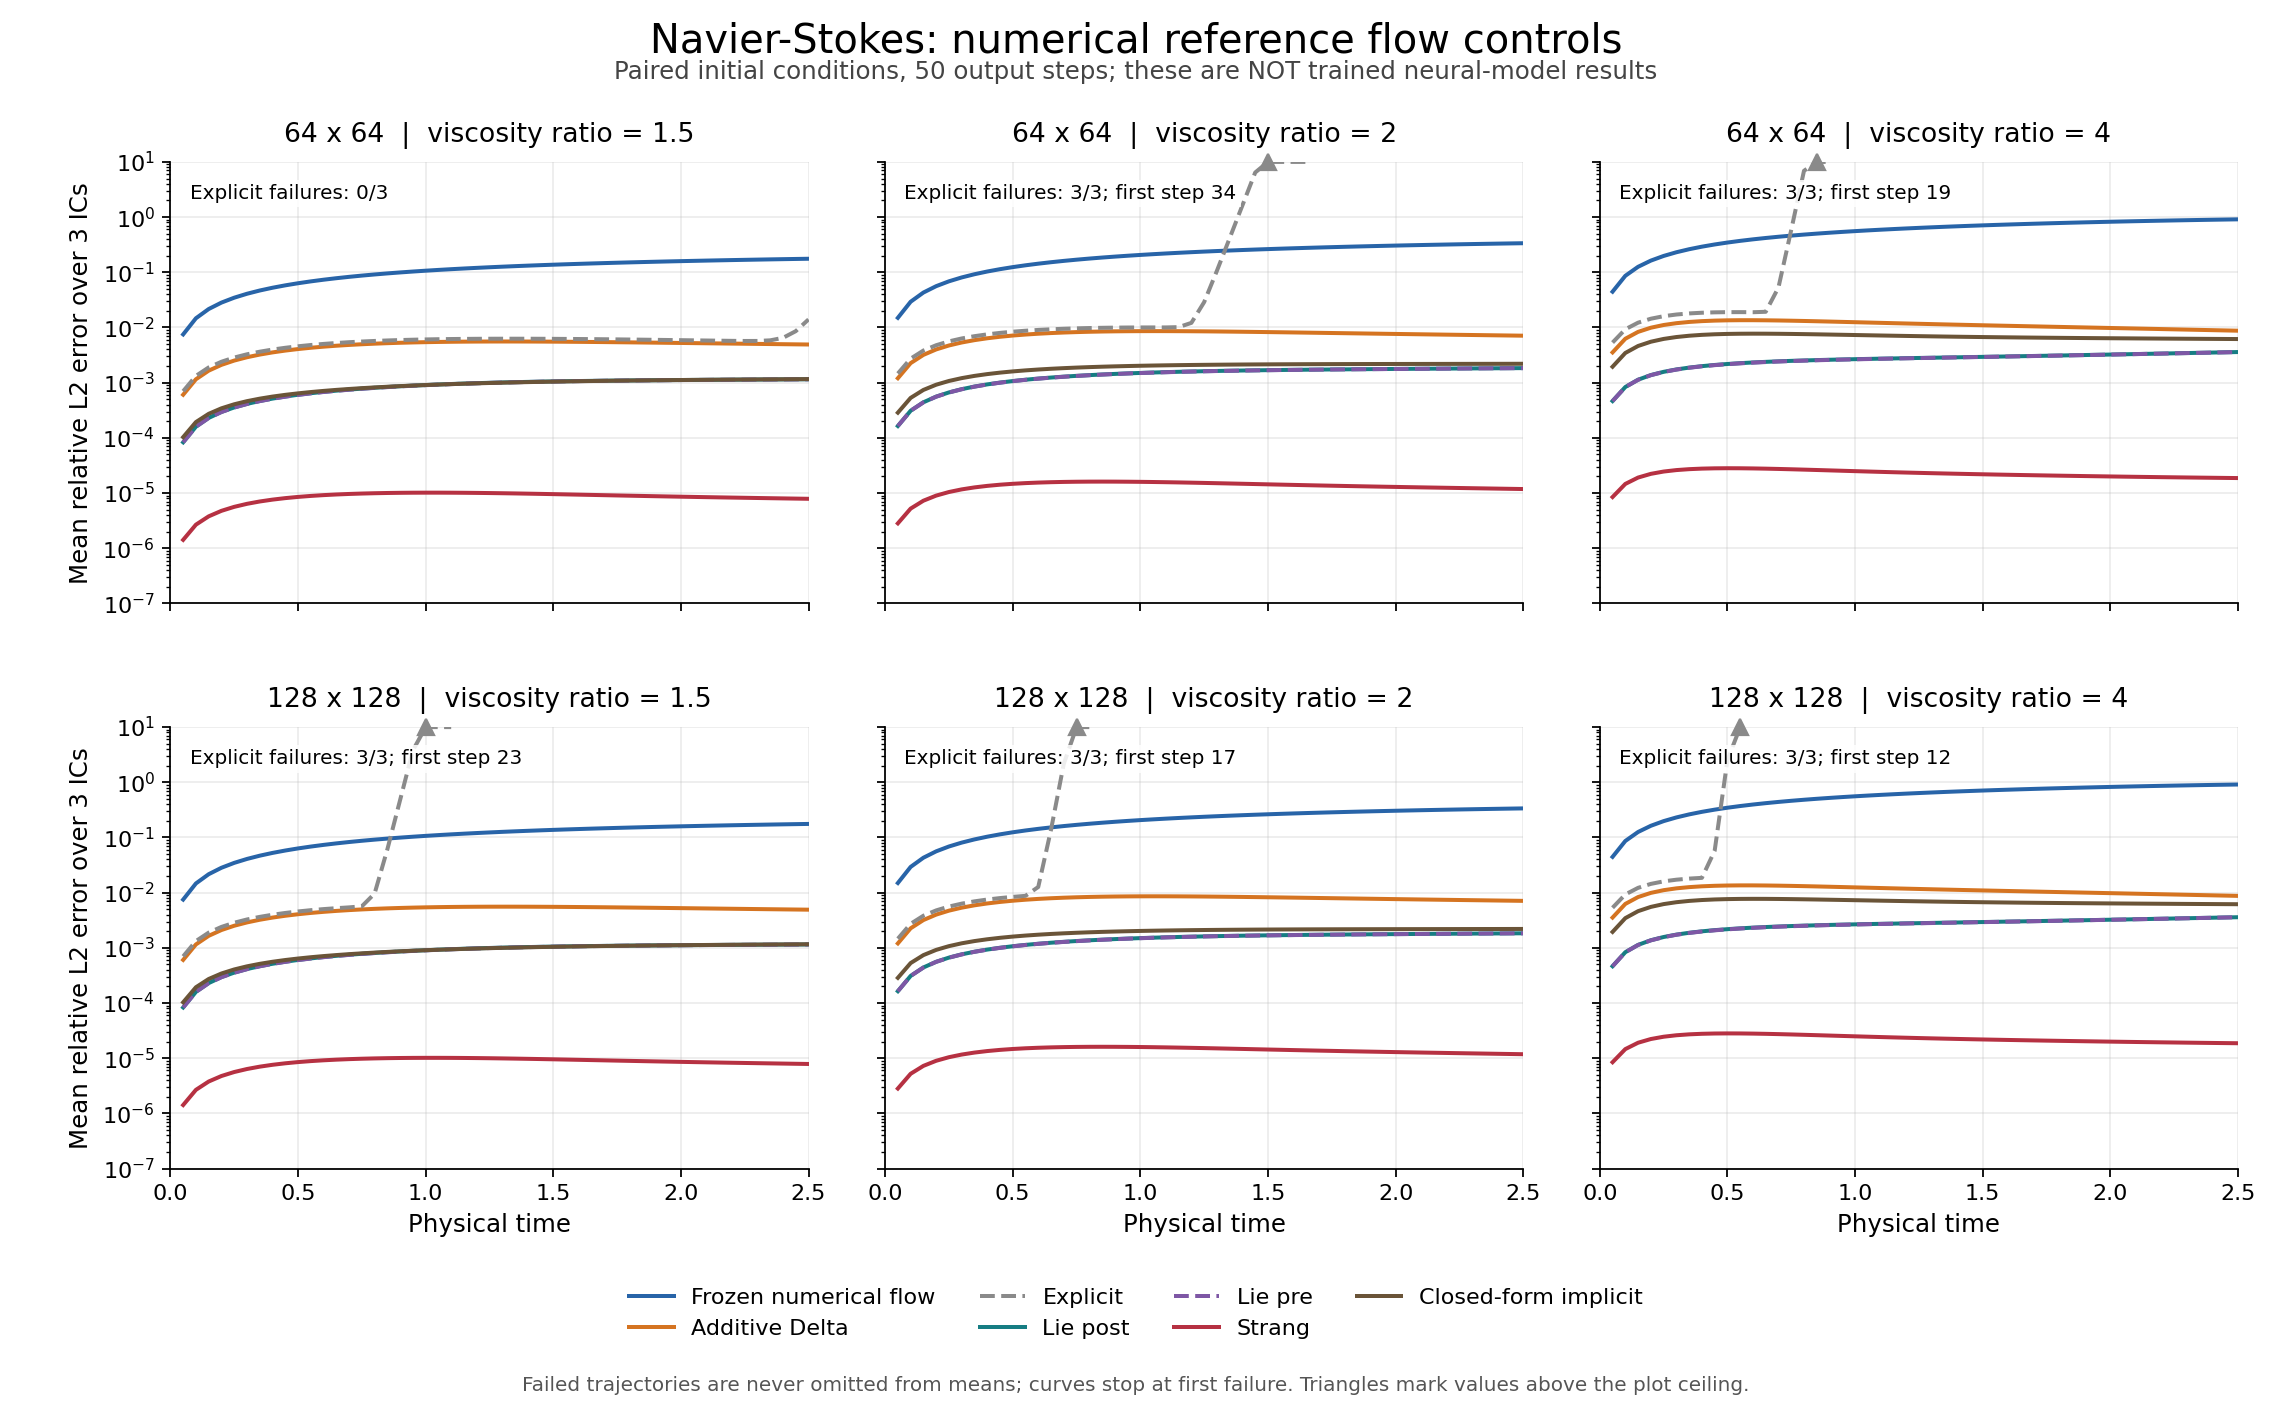 Navier-Stokes: numerical reference flow controls
Paired initial conditions, 50 output steps; these are NOT trained neural-model results
64 x 64 | viscosity ratio = 1.5
64 x 64 | viscosity ratio = 2
64 x 64 | viscosity ratio = 4
Mean relative L2 error over 3 ICs
10¹
10⁰
10⁻¹
10⁻²
10⁻³
10⁻⁴
10⁻⁵
10⁻⁶
10⁻⁷
Explicit failures: 0/3
Explicit failures: 3/3; first step 34
Explicit failures: 3/3; first step 19
128 x 128 | viscosity ratio = 1.5
128 x 128 | viscosity ratio = 2
128 x 128 | viscosity ratio = 4
Mean relative L2 error over 3 ICs
10¹
10⁰
10⁻¹
10⁻²
10⁻³
10⁻⁴
10⁻⁵
10⁻⁶
10⁻⁷
Explicit failures: 3/3; first step 23
Explicit failures: 3/3; first step 17
Explicit failures: 3/3; first step 12
0.0 0.5 1.0 1.5 2.0 2.5
0.0 0.5 1.0 1.5 2.0 2.5
0.0 0.5 1.0 1.5 2.0 2.5
Physical time
Physical time
Physical time
Frozen numerical flow Explicit Lie pre Closed-form implicit
Additive Delta Lie post Strang
Failed trajectories are never omitted from means; curves stop at first failure. Triangles mark values above the plot ceiling.